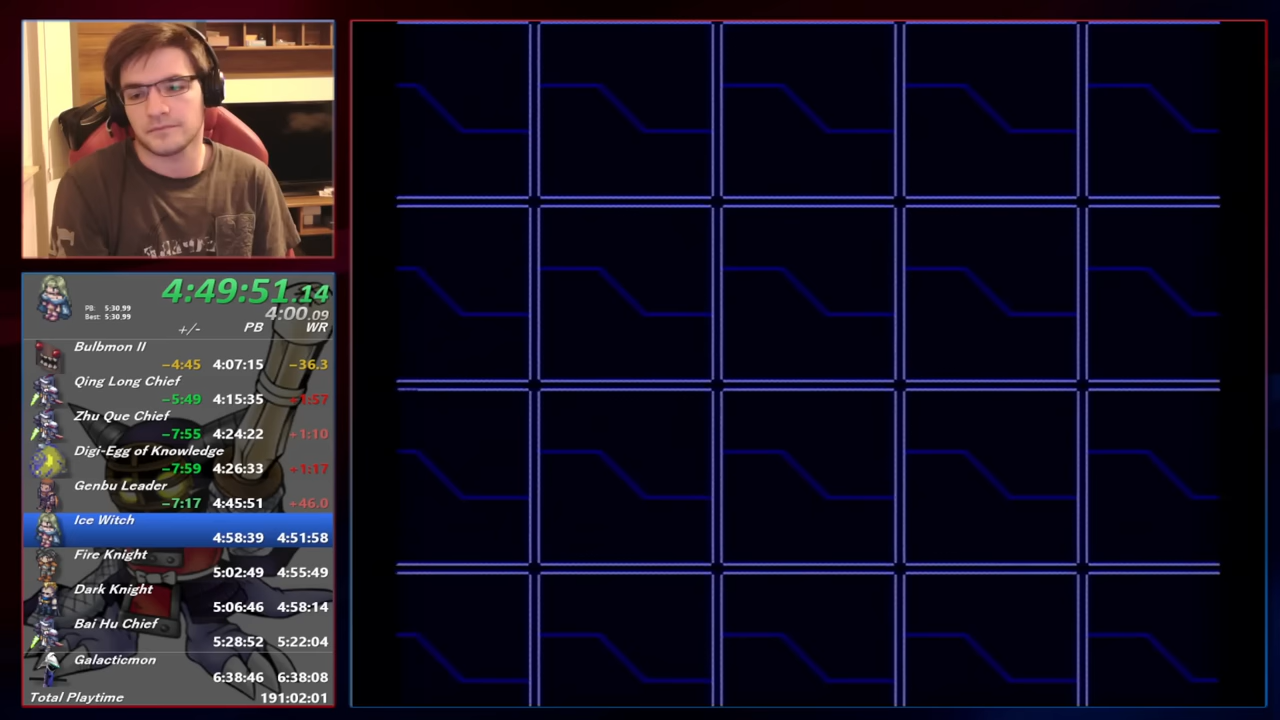 4:49:51.14
PB: 5:30.99
Best: 5:30.99
4:00.09
+/- PB WR
Bulbmon II
−4:45 4:07:15 −36.3
Qing Long Chief
−5:49 4:15:35 +1:57
Zhu Que Chief
−7:55 4:24:22 +1:10
Digi-Egg of Knowledge
−7:59 4:26:33 +1:17
Genbu Leader
−7:17 4:45:51 +46.0
Ice Witch
4:58:39 4:51:58
Fire Knight
5:02:49 4:55:49
Dark Knight
5:06:46 4:58:14
Bai Hu Chief
5:28:52 5:22:04
Galacticmon
6:38:46 6:38:08
Total Playtime 191:02:01